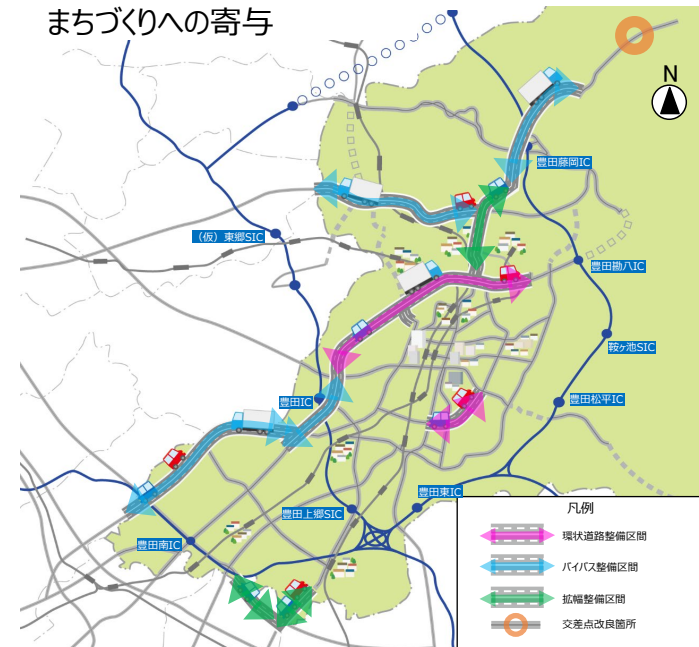 まちづくりへの寄与
N
豊田藤岡IC
(仮)東郷SIC
豊田勘八IC
鞍ヶ池SIC
豊田IC
豊田松平IC
豊田東IC
豊田上郷SIC
豊田南IC
凡例
環状道路整備区間
バイパス整備区間
拡幅整備区間
交差点改良箇所